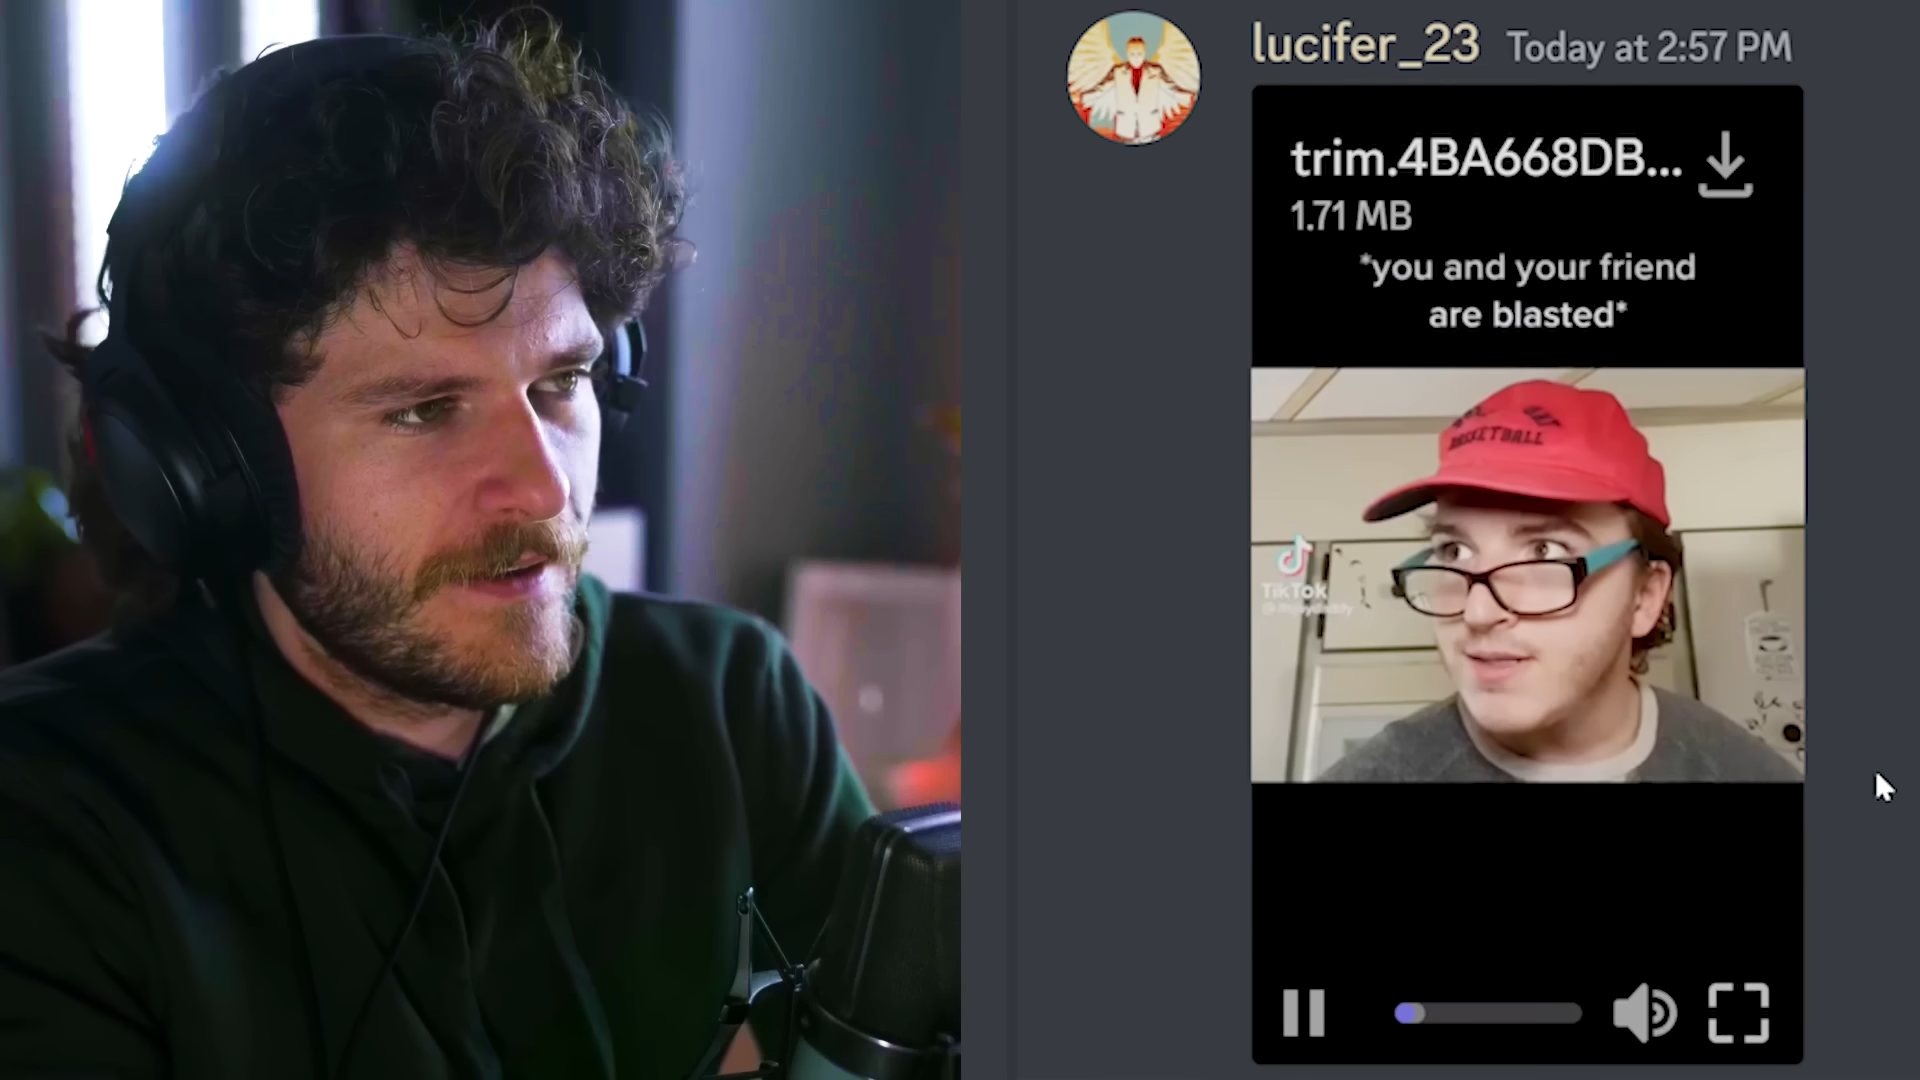 lucifer_23 Today at 2:57 PM
trim.4BA668DB...
1.71 MB
*you and your friend
are blasted*
BASKETBALL
TikTok